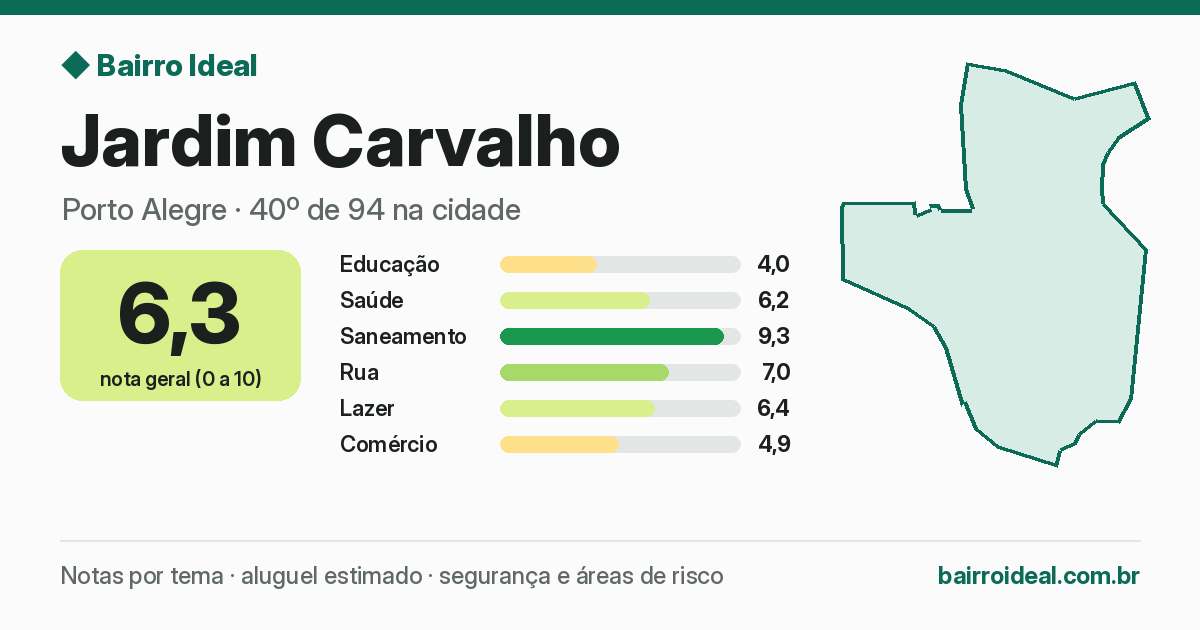 Bairro Ideal
Jardim Carvalho
Porto Alegre · 40º de 94 na cidade
6,3
nota geral (0 a 10)
Educação 4,0
Saúde 6,2
Saneamento 9,3
Rua 7,0
Lazer 6,4
Comércio 4,9
Notas por tema · aluguel estimado · segurança e áreas de risco
bairroideal.com.br